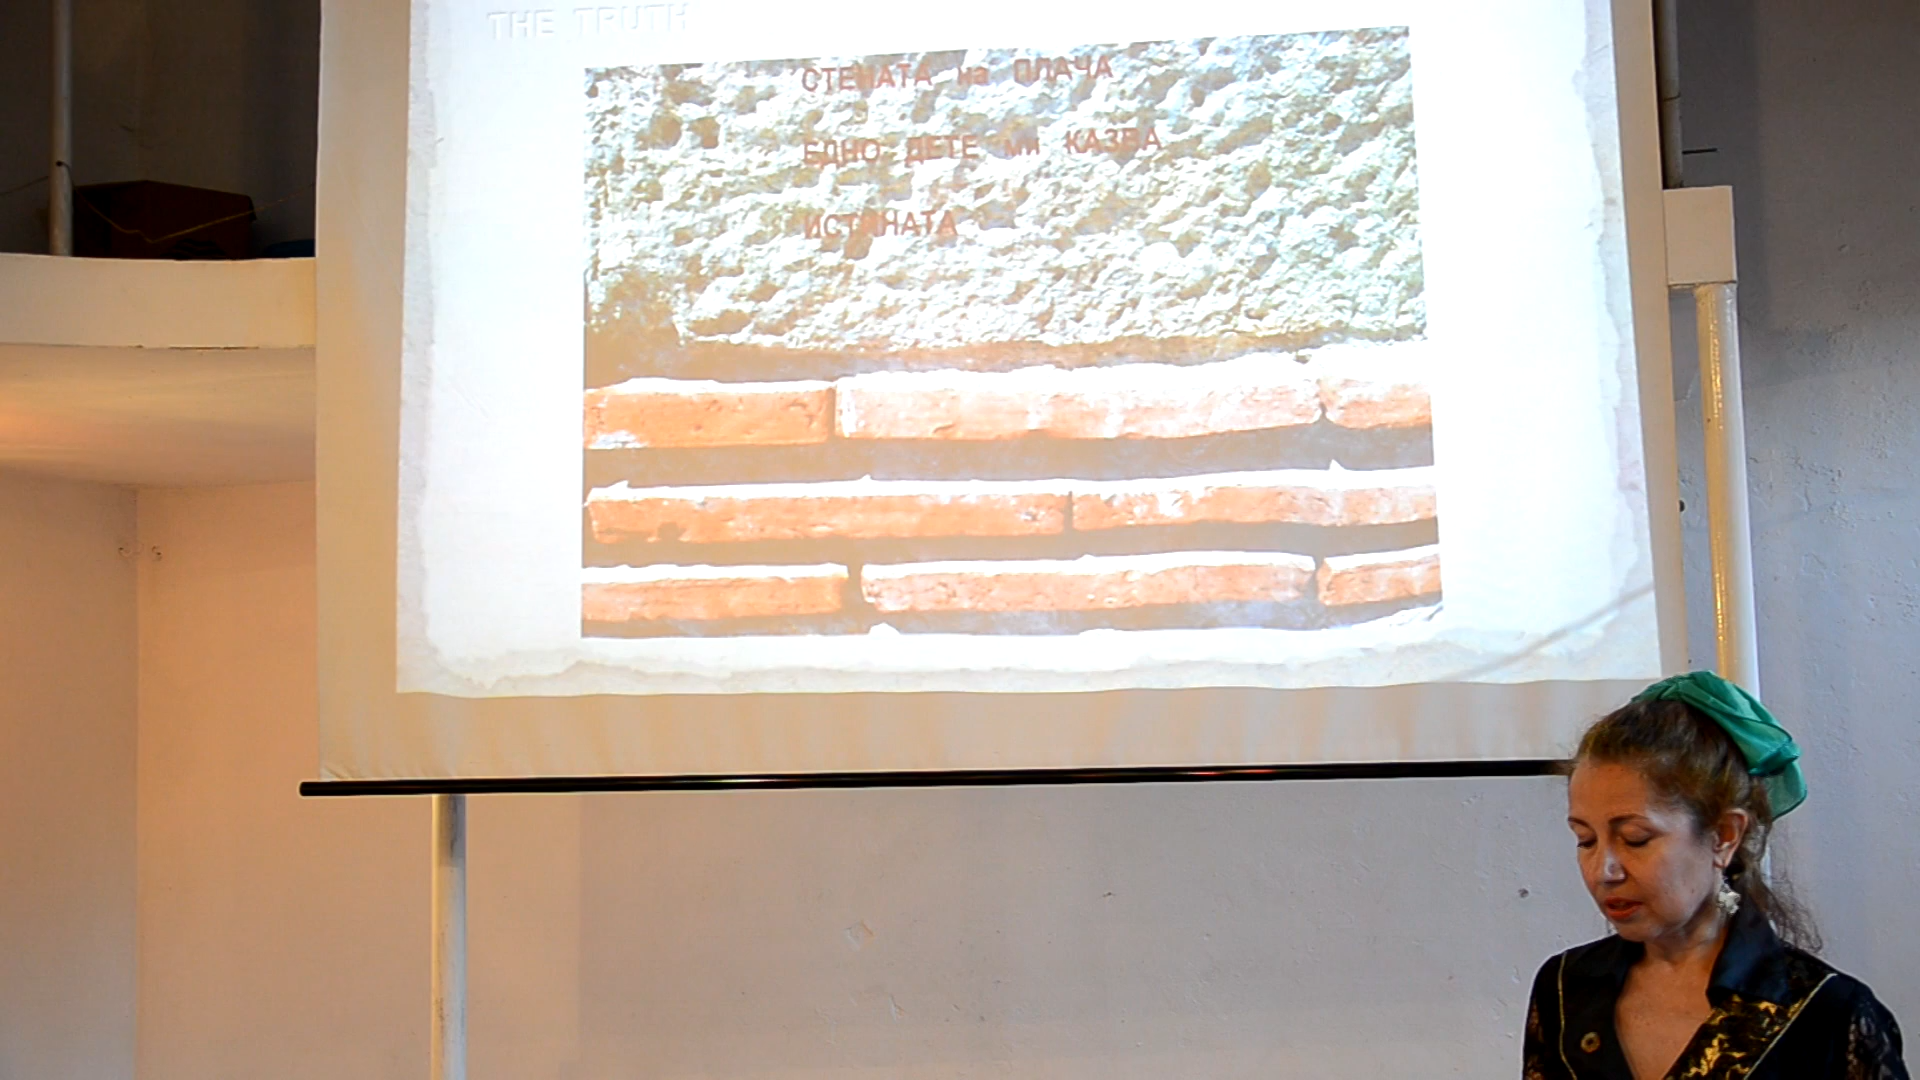 THE TRUTH
СТЕНАТА на ПЛАЧА
ЕДНО ДЕТЕ ми КАЗВА
ИСТИНАТА